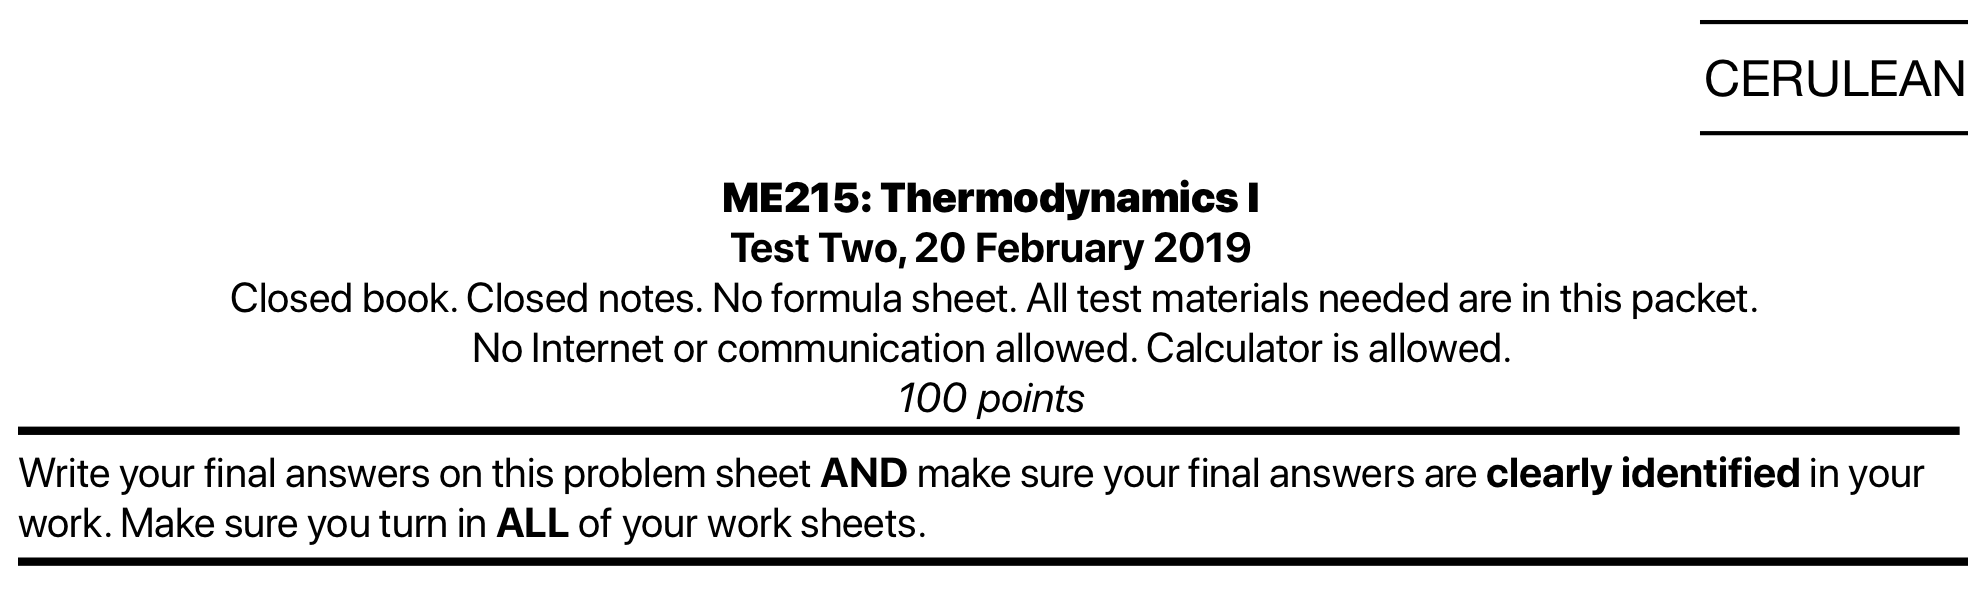 CERULEAN
ME215: Thermodynamics I
Test Two, 20 February 2019
Closed book. Closed notes. No formula sheet. All test materials needed are in this packet.
No Internet or communication allowed. Calculator is allowed.
100 points
Write your final answers on this problem sheet AND make sure your final answers are clearly identified in your
work. Make sure you turn in ALL of your work sheets.